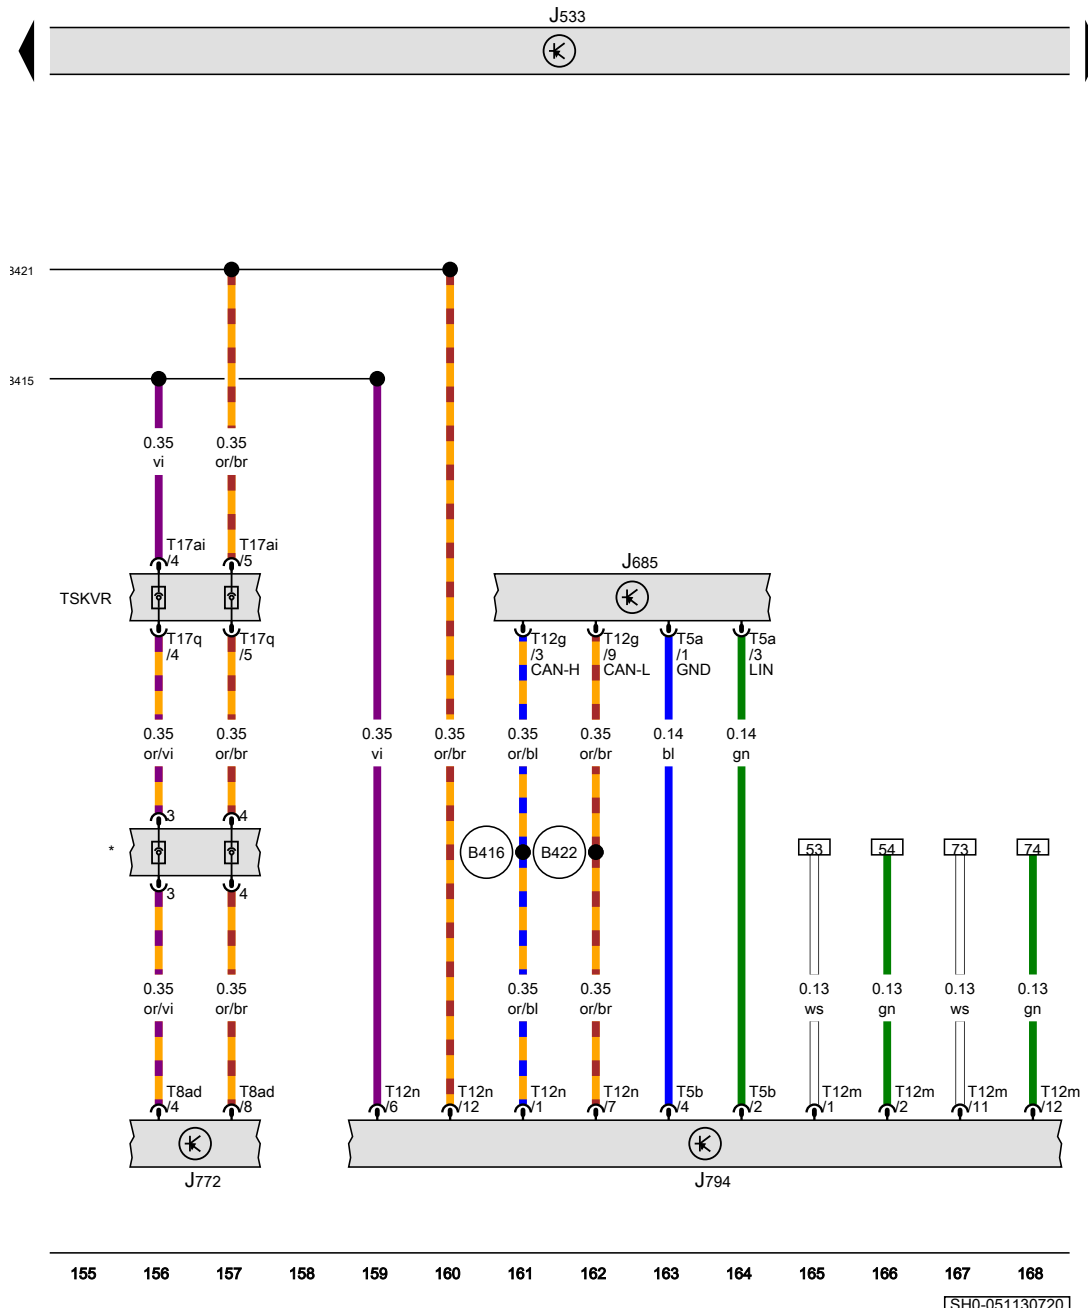 J533
3421
3415
0.35
vi
0.35
or/br
T17ai
/4
T17ai
/5
J685
TSKVR
T17q
/4
T17q
/5
T12g
/3
CAN-H
T12g
/9
CAN-L
T5a
/1
GND
T5a
/3
LIN
0.35
or/vi
0.35
or/br
0.35
vi
0.35
or/br
0.35
or/bl
0.35
or/br
0.14
bl
0.14
gn
3
4
*
B416
B422
53
54
73
74
3
4
0.35
or/vi
0.35
or/br
0.35
or/bl
0.35
or/br
0.13
ws
0.13
gn
0.13
ws
0.13
gn
T8ad
/4
T8ad
/8
T12n
/6
T12n
/12
T12n
/1
T12n
/7
T5b
/4
T5b
/2
T12m
/1
T12m
/2
T12m
/11
T12m
/12
J772
J794
155 156 157 158 159 160 161 162 163 164 165 166 167 168
SH0-051130720